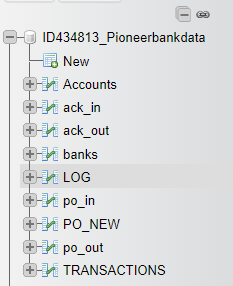 ID434813_Pioneerbankdata
New
Accounts
ack_in
ack_out
banks
LOG
po_in
PO_NEW
po_out
TRANSACTIONS